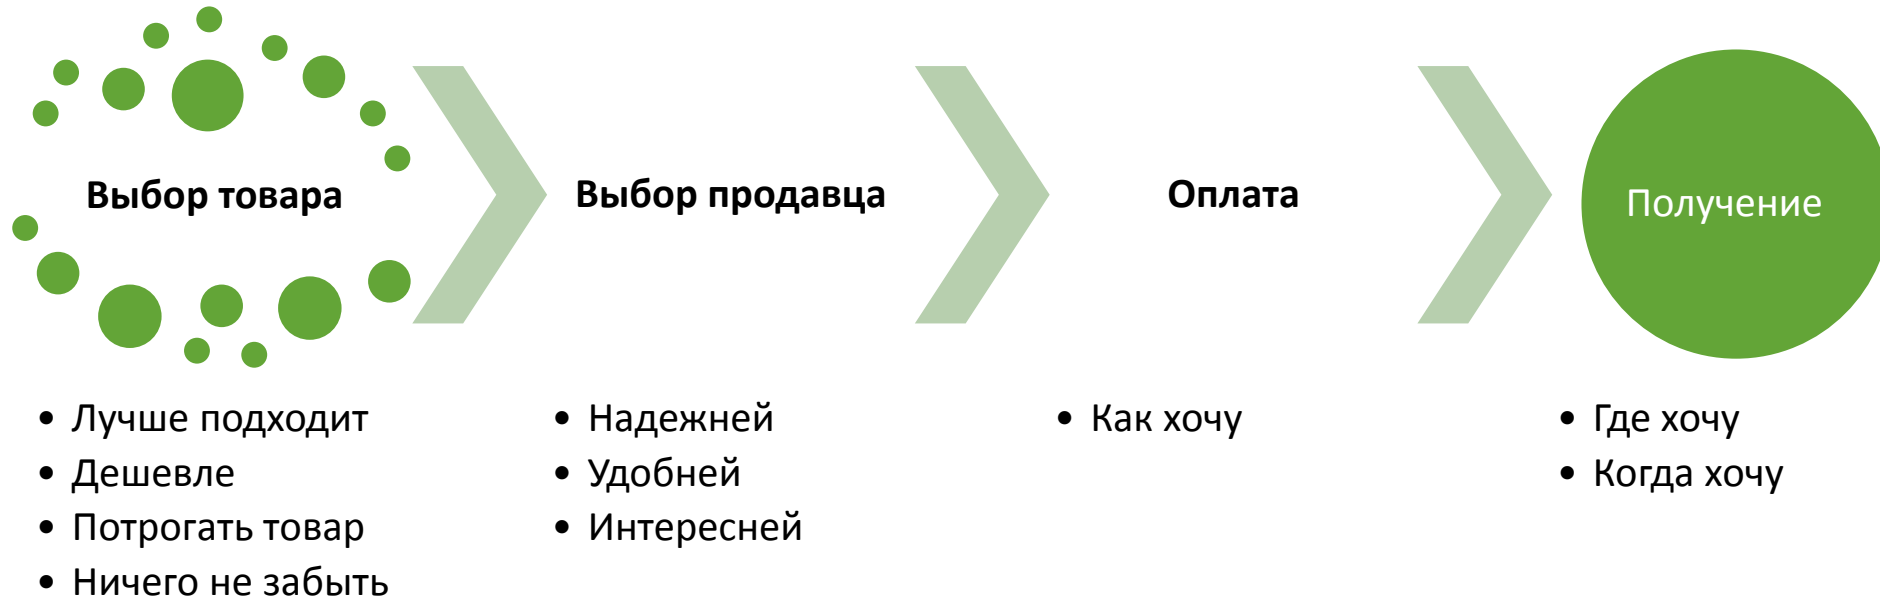 Выбор товара
Выбор продавца
Оплата
Получение
• Лучше подходит
• Дешевле
• Потрогать товар
• Ничего не забыть
• Надежней
• Удобней
• Интересней
• Как хочу
• Где хочу
• Когда хочу